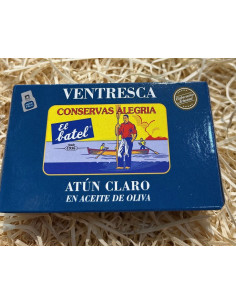 VENTRESCA
CONSERVAS ALEGRIA
El
batel
ATÚN CLARO
EN ACEITE DE OLIVA